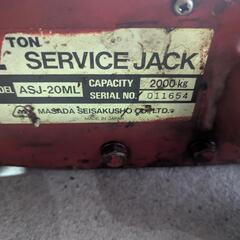 TON
SERVICE JACK
ASJ-20ML CAPACITY 2000 kg
SERIAL NO. 011654
MASADA SEISAKUSHO CO., LTD.
MADE IN JAPAN